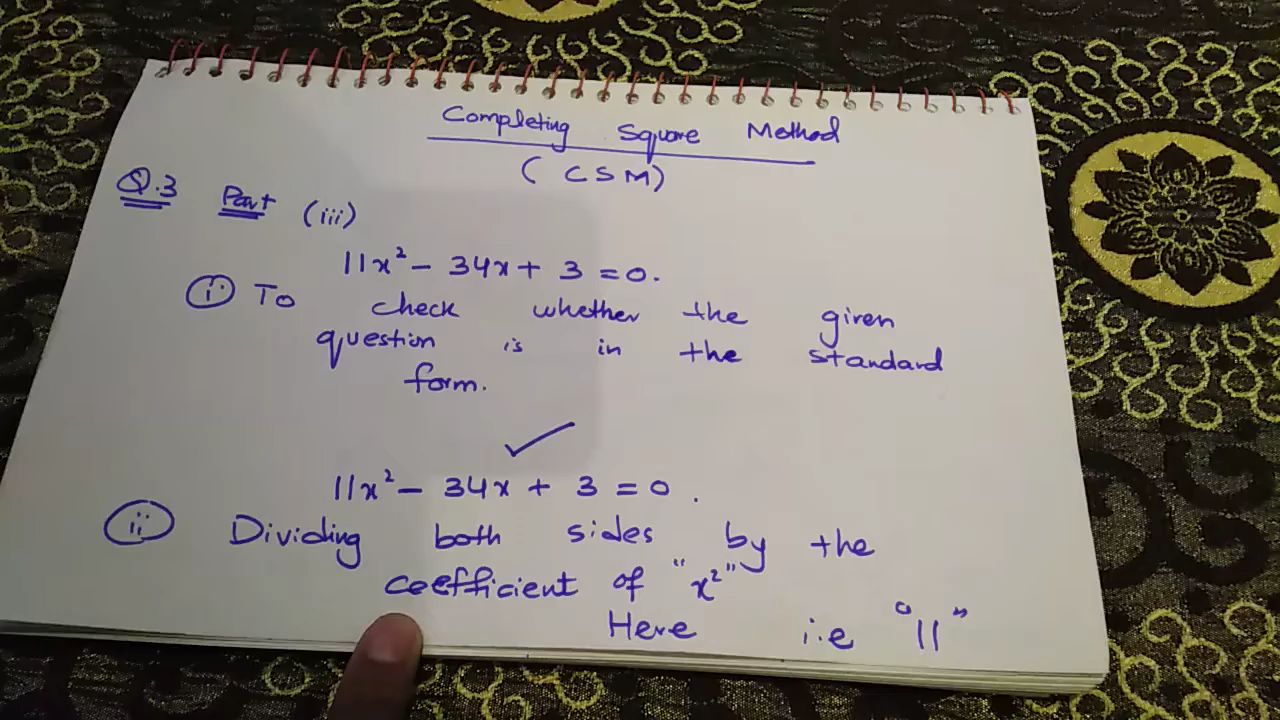 Completing Square Method
(CSM)
Q.3 Part (iii)
11x² - 34x + 3 = 0.
(i) To check whether the given
question is in the standard
form.
✓
11x² - 34x + 3 = 0.
(ii) Dividing both sides by the
coefficient of "x²"
Here i.e "11"